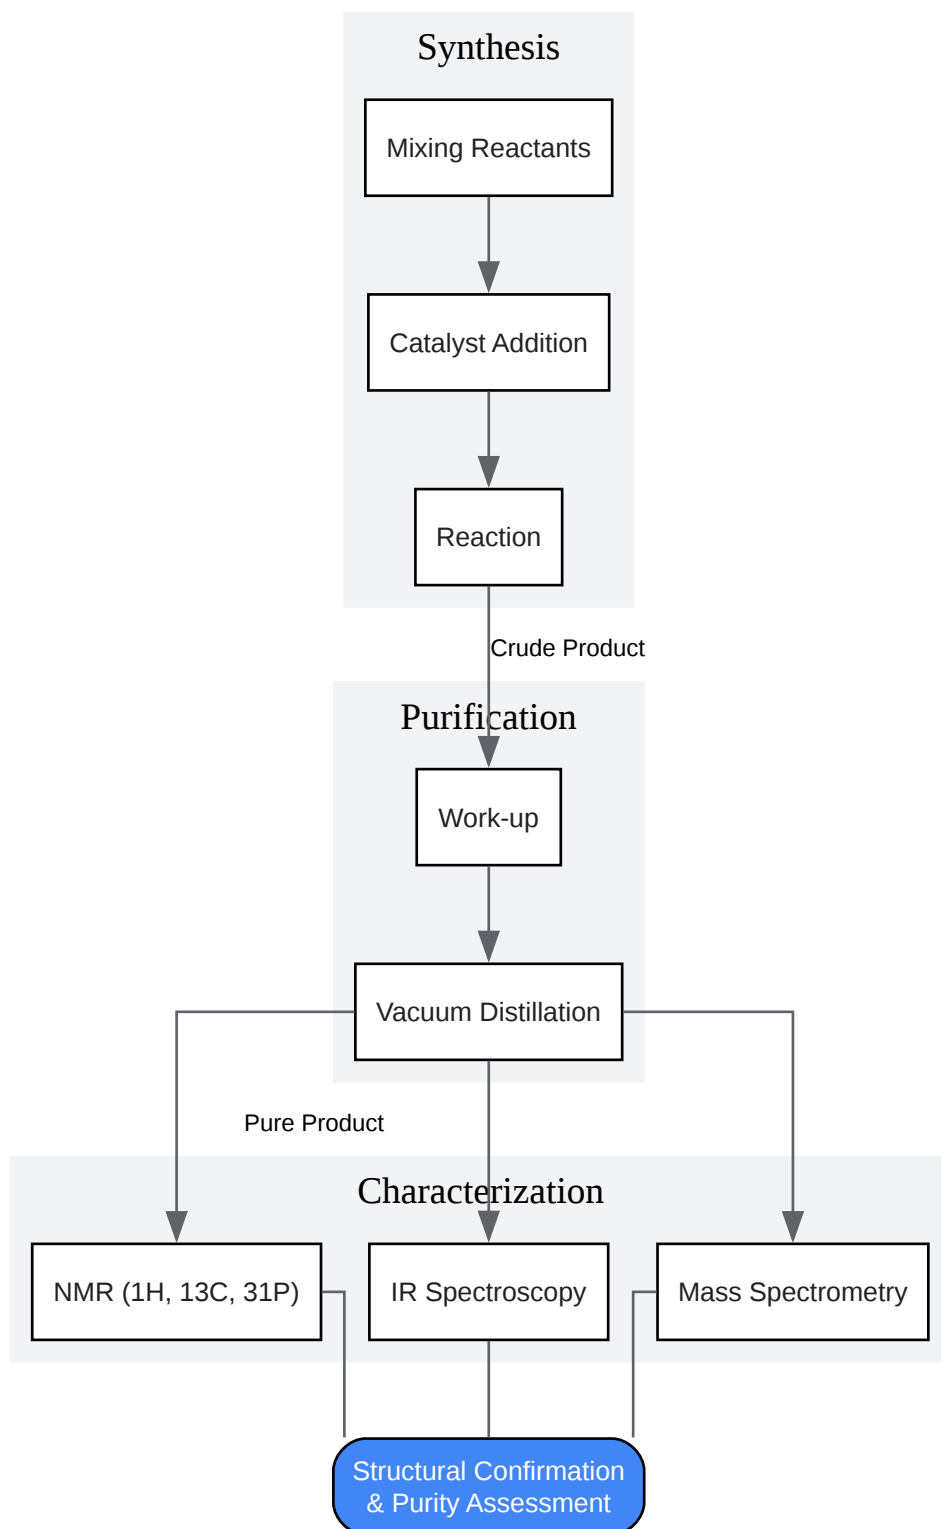 Synthesis
Mixing Reactants
Catalyst Addition
Reaction
Crude Product
Purification
Work-up
Vacuum Distillation
Pure Product
Characterization
NMR (1H, 13C, 31P)
IR Spectroscopy
Mass Spectrometry
Structural Confirmation
& Purity Assessment